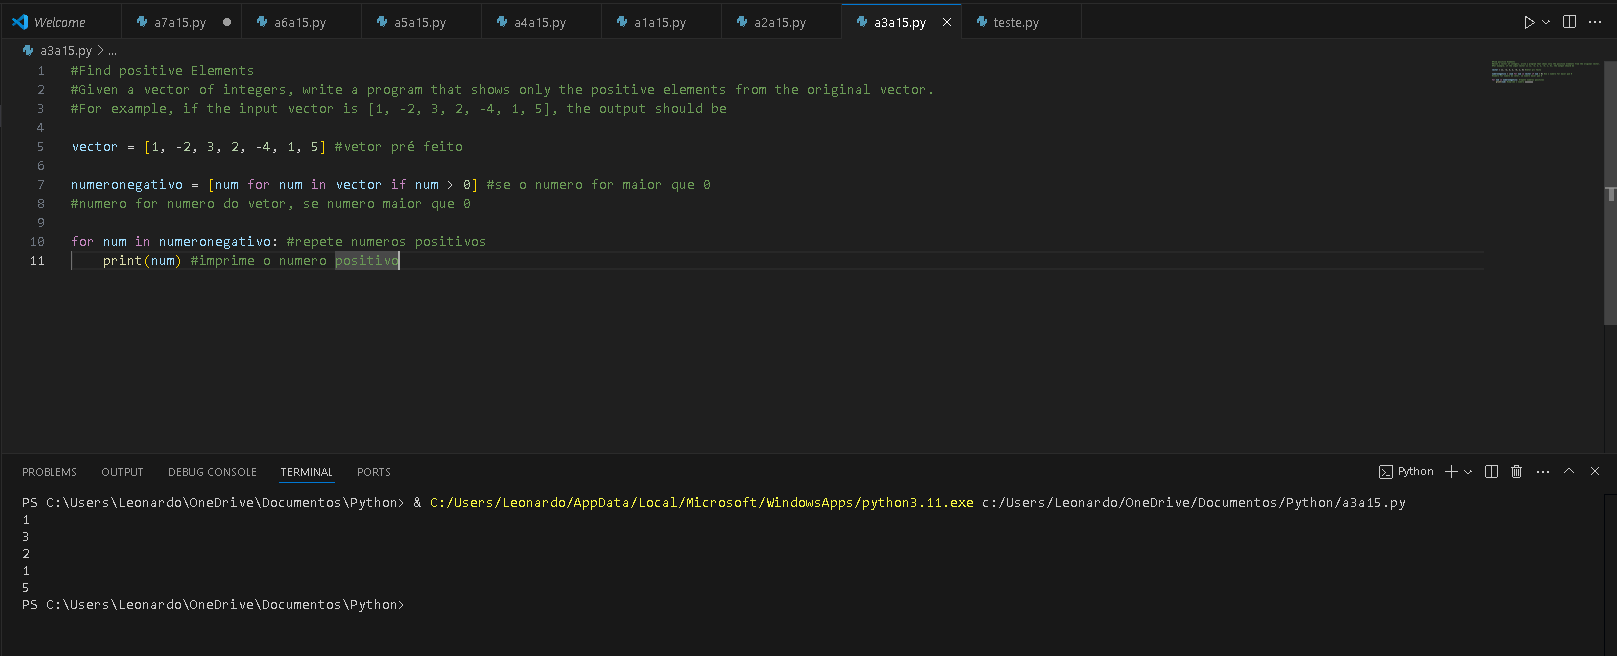 Welcome a7a15.py a6a15.py a5a15.py a4a15.py a1a15.py a2a15.py a3a15.py teste.py
a3a15.py > ...
1 #Find positive Elements
2 #Given a vector of integers, write a program that shows only the positive elements from the original vector.
3 #For example, if the input vector is [1, -2, 3, 2, -4, 1, 5], the output should be
4
5 vector = [1, -2, 3, 2, -4, 1, 5] #vetor pré feito
6
7 numeronegativo = [num for num in vector if num > 0] #se o numero for maior que 0
8 #numero for numero do vetor, se numero maior que 0
9
10 for num in numeronegativo: #repete numeros positivos
11 print(num) #imprime o numero positivo
PROBLEMS OUTPUT DEBUG CONSOLE TERMINAL PORTS Python
PS C:\Users\Leonardo\OneDrive\Documentos\Python> & C:/Users/Leonardo/AppData/Local/Microsoft/WindowsApps/python3.11.exe c:/Users/Leonardo/OneDrive/Documentos/Python/a3a15.py
1
3
2
1
5
PS C:\Users\Leonardo\OneDrive\Documentos\Python>